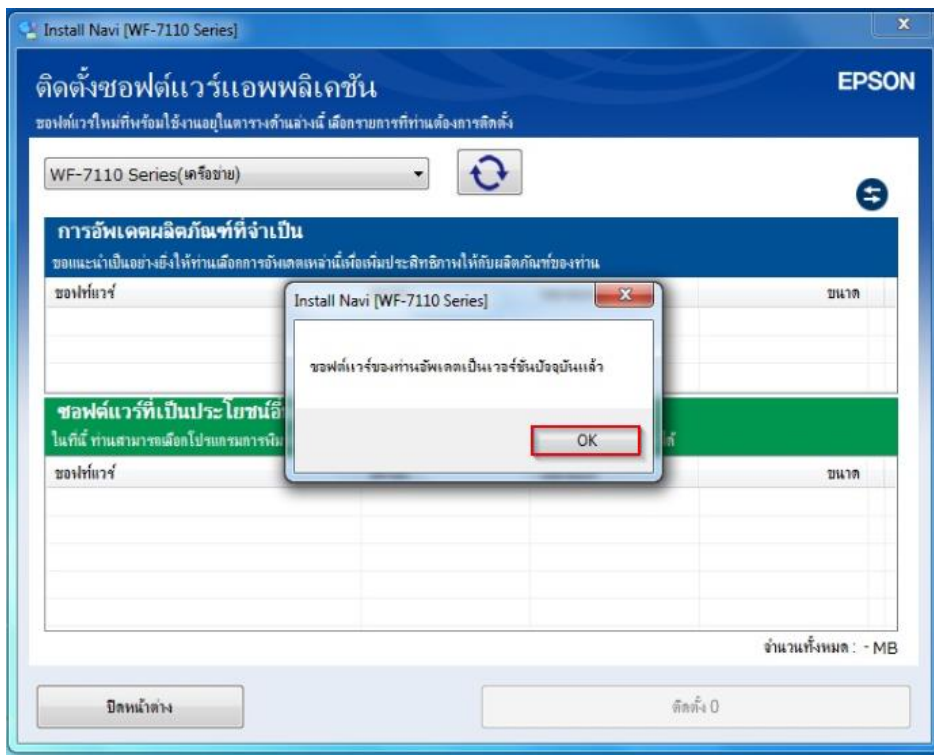 Install Navi [WF-7110 Series]
ติดตั้งซอฟต์แวร์แอพพลิเคชัน
EPSON
ซอฟต์แวร์ใหม่ที่พร้อมใช้งานอยู่ในตารางด้านล่างนี้ เลือกรายการที่ท่านต้องการติดตั้ง
WF-7110 Series(เครือข่าย)
การอัพเดตผลิตภัณฑ์ที่จำเป็น
ขอแนะนำเป็นอย่างยิ่งให้ท่านเลือกการอัพเดตเหล่านี้เพื่อเพิ่มประสิทธิภาพให้กับผลิตภัณฑ์ของท่าน
ซอฟท์แวร์ ขนาด
Install Navi [WF-7110 Series]
ซอฟต์แวร์ของท่านอัพเดตเป็นเวอร์ชันปัจจุบันแล้ว
OK
ซอฟต์แวร์ที่เป็นประโยชน์
ในที่นี้ ท่านสามารถเลือกโปรแกรมการ
ซอฟท์แวร์ ขนาด
จำนวนทั้งหมด : - MB
ปิดหน้าต่าง
ติดตั้ง 0